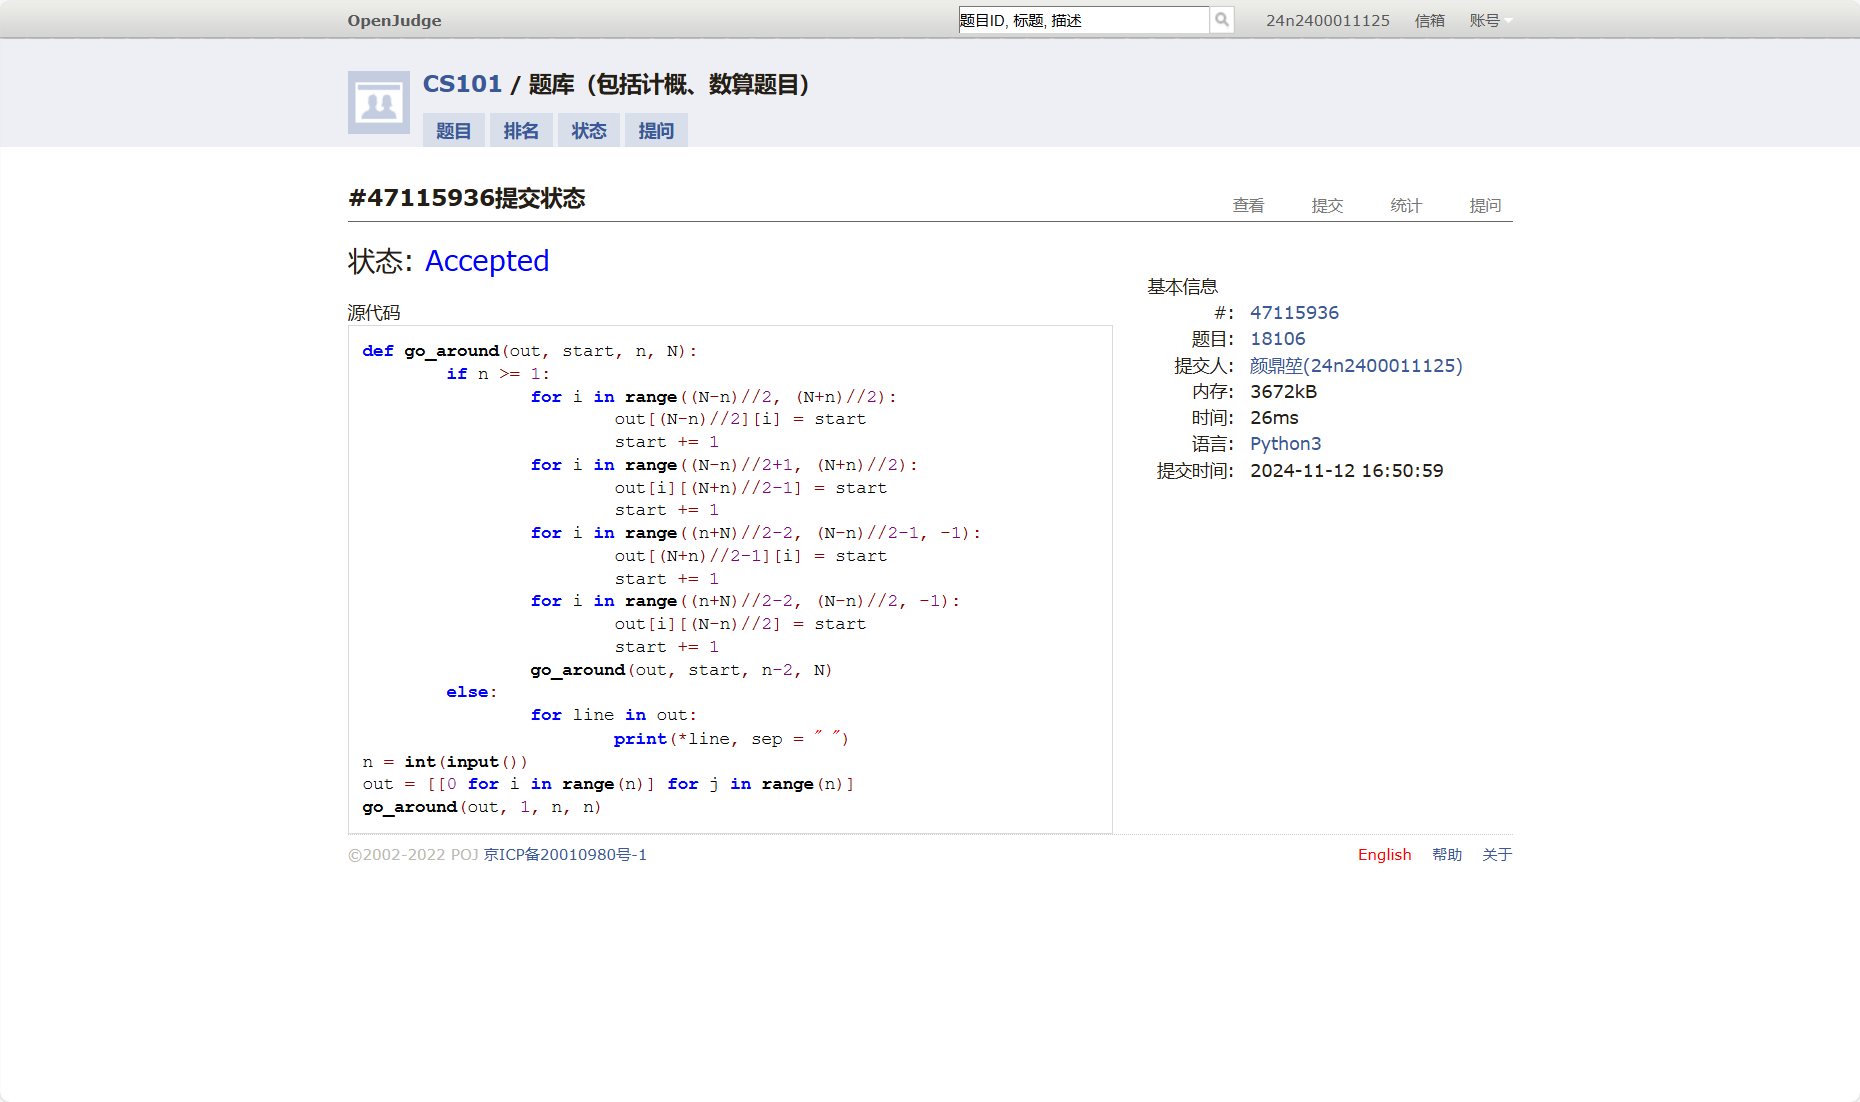 OpenJudge
题目ID, 标题, 描述
24n2400011125 信箱 账号
CS101 / 题库（包括计概、数算题目）
题目 排名 状态 提问
#47115936提交状态
查看 提交 统计 提问
状态: Accepted
源代码
def go_around(out, start, n, N):
        if n >= 1:
                for i in range((N-n)//2, (N+n)//2):
                        out[(N-n)//2][i] = start
                        start += 1
                for i in range((N-n)//2+1, (N+n)//2):
                        out[i][(N+n)//2-1] = start
                        start += 1
                for i in range((n+N)//2-2, (N-n)//2-1, -1):
                        out[(N+n)//2-1][i] = start
                        start += 1
                for i in range((n+N)//2-2, (N-n)//2, -1):
                        out[i][(N-n)//2] = start
                        start += 1
                go_around(out, start, n-2, N)
        else:
                for line in out:
                        print(*line, sep = " ")
n = int(input())
out = [[0 for i in range(n)] for j in range(n)]
go_around(out, 1, n, n)
基本信息
#: 47115936
题目: 18106
提交人: 颜鼎堃(24n2400011125)
内存: 3672kB
时间: 26ms
语言: Python3
提交时间: 2024-11-12 16:50:59
©2002-2022 POJ 京ICP备20010980号-1
English 帮助 关于